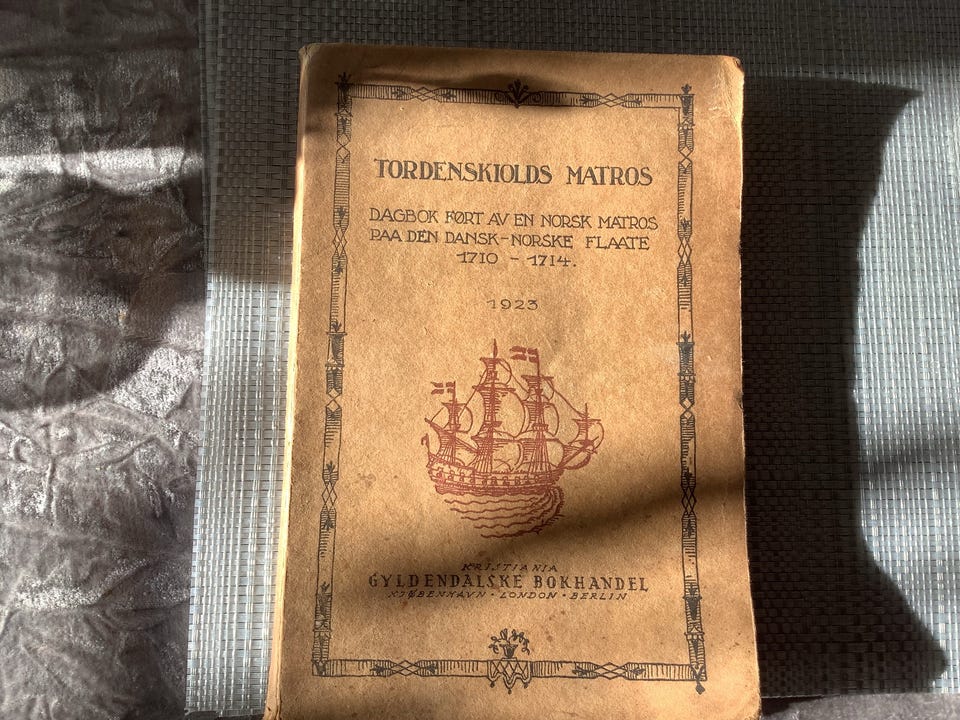 TORDENSKIOLDS MATROS
DAGBOK FØRT AV EN NORSK MATROS
PAA DEN DANSK-NORSKE FLAATE
1710 - 1714.
1923
KRISTIANIA
GYLDENDALSKE BOKHANDEL
KJØBENHAVN · LONDON · BERLIN